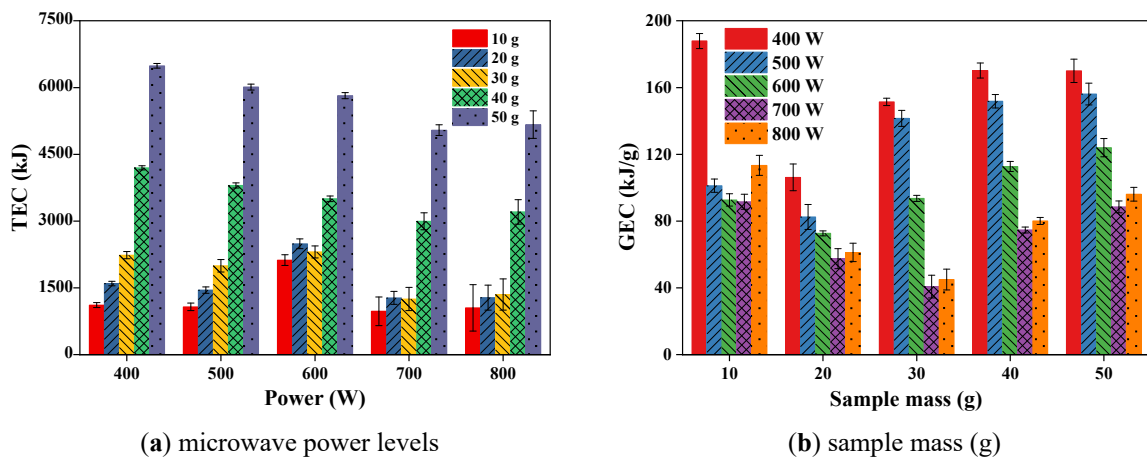 7500
6000
4500
3000
1500
0
TEC (kJ)
10 g
20 g
30 g
40 g
50 g
400 500 600 700 800
Power (W)
(a) microwave power levels
200
160
120
80
40
0
GEC (kJ/g)
400 W
500 W
600 W
700 W
800 W
10 20 30 40 50
Sample mass (g)
(b) sample mass (g)